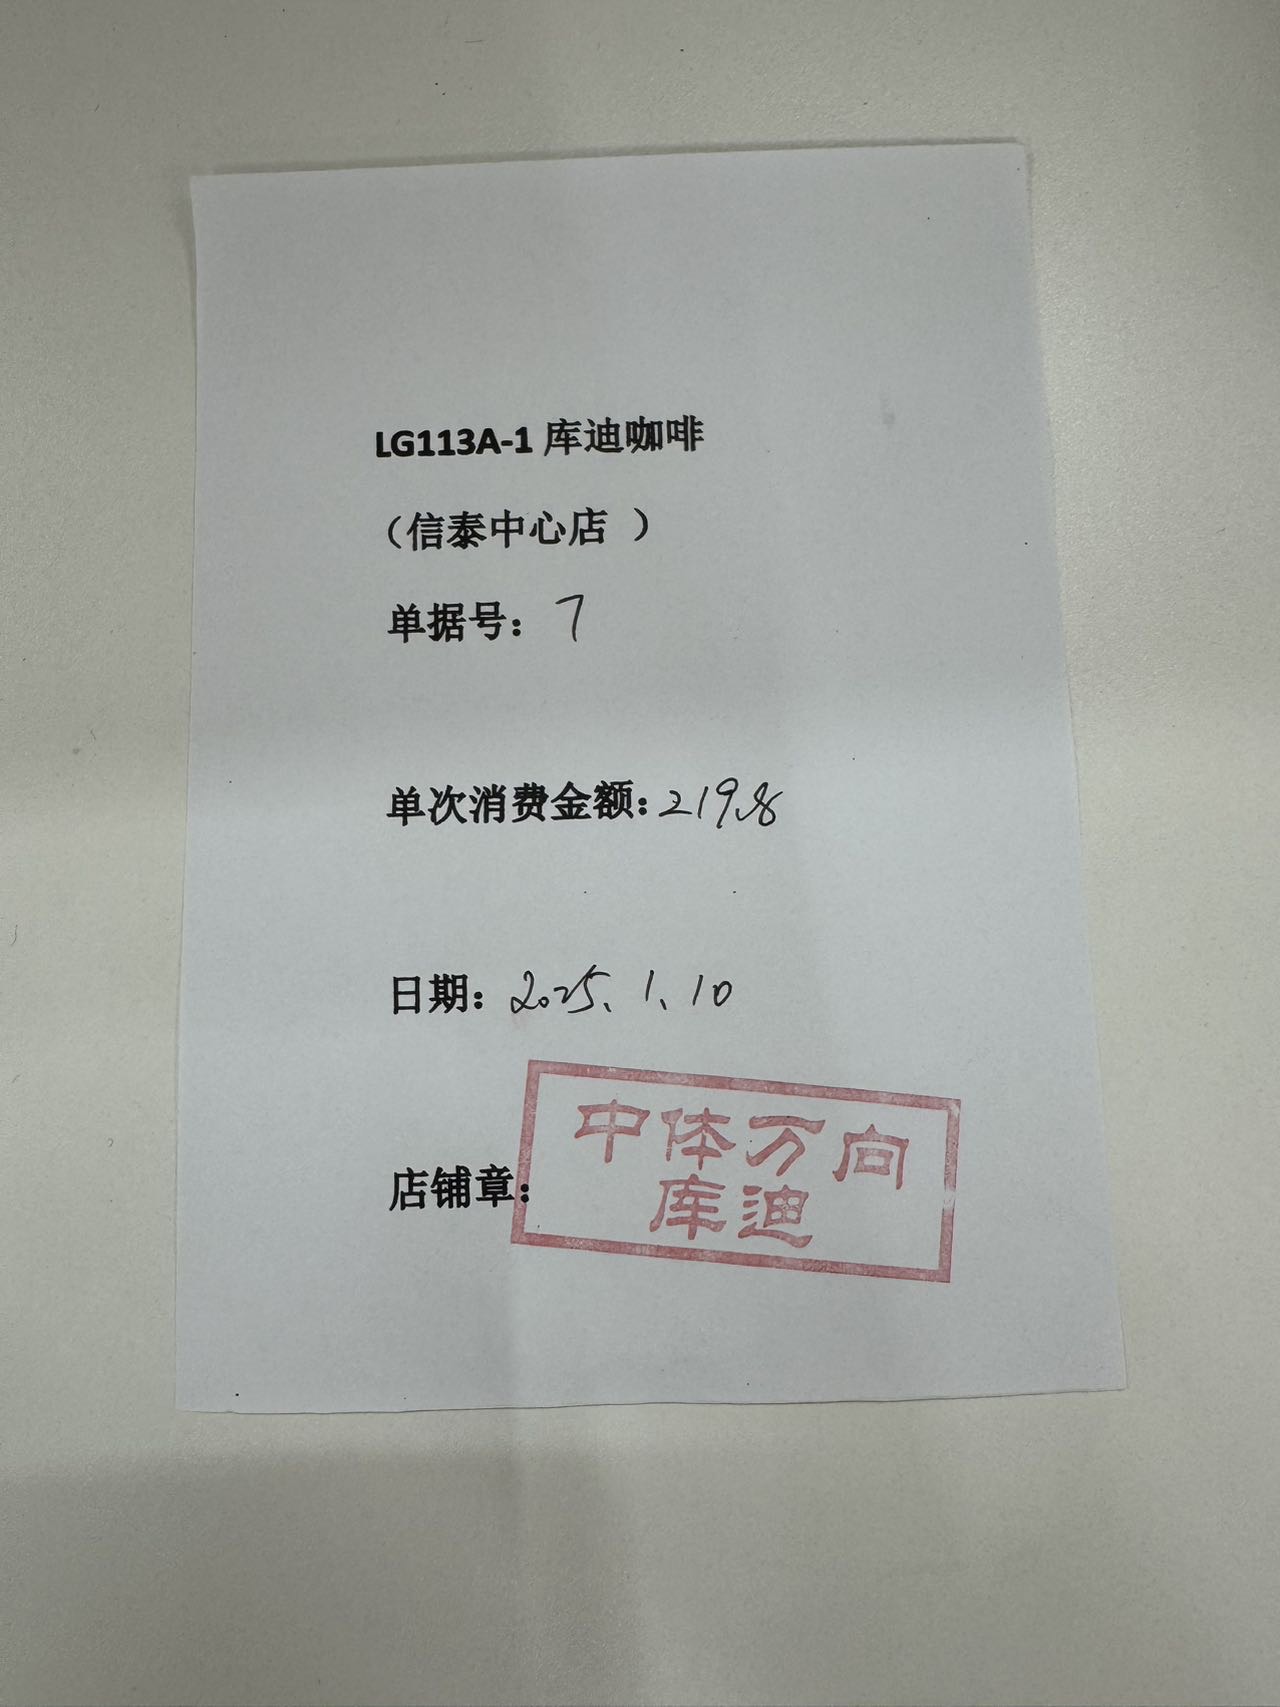 LG113A-1 库迪咖啡
（信泰中心店 ）
单据号：7
单次消费金额：219.8
日期：2025.1.10
店铺章：
中体万向
库迪